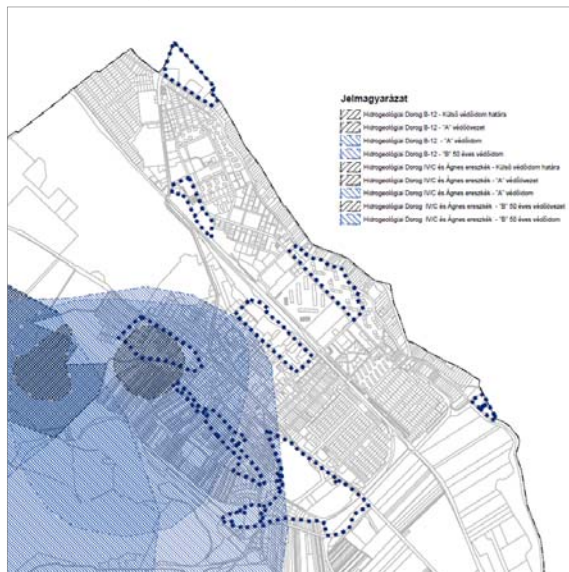 Jelmagyarázat
Hidrogeológiai Dorog B-12 - Külső védőidom határa
Hidrogeológiai Dorog B-12 - "A" védőövezet
Hidrogeológiai Dorog B-12 - "A" védőidom
Hidrogeológiai Dorog B-12 - "B" 50 éves védőidom
Hidrogeológiai Dorog IV/C és Ágnes ereszkék - Külső védőidom határa
Hidrogeológiai Dorog IV/C és Ágnes ereszkék - "A" védőövezet
Hidrogeológiai Dorog IV/C és Ágnes ereszkék - "A" védőidom
Hidrogeológiai Dorog IV/C és Ágnes ereszkék - "B" 50 éves védőövezet
Hidrogeológiai Dorog IV/C és Ágnes ereszkék - "B" 50 éves védőidom